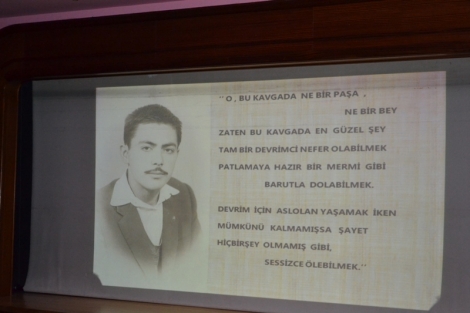 "O , BU KAVGADA NE BİR PAŞA ,
NE BİR BEY
ZATEN BU KAVGADA EN GÜZEL ŞEY
TAM BİR DEVRİMCİ NEFER OLABİLMEK
PATLAMAYA HAZIR BİR MERMİ GİBİ
BARUTLA DOLABİLMEK.
DEVRİM İÇİN ASLOLAN YAŞAMAK İKEN
MÜMKÜNÜ KALMAMIŞSA ŞAYET
HİÇBİRŞEY OLMAMIŞ GİBİ,
SESSİZCE ÖLEBİLMEK."